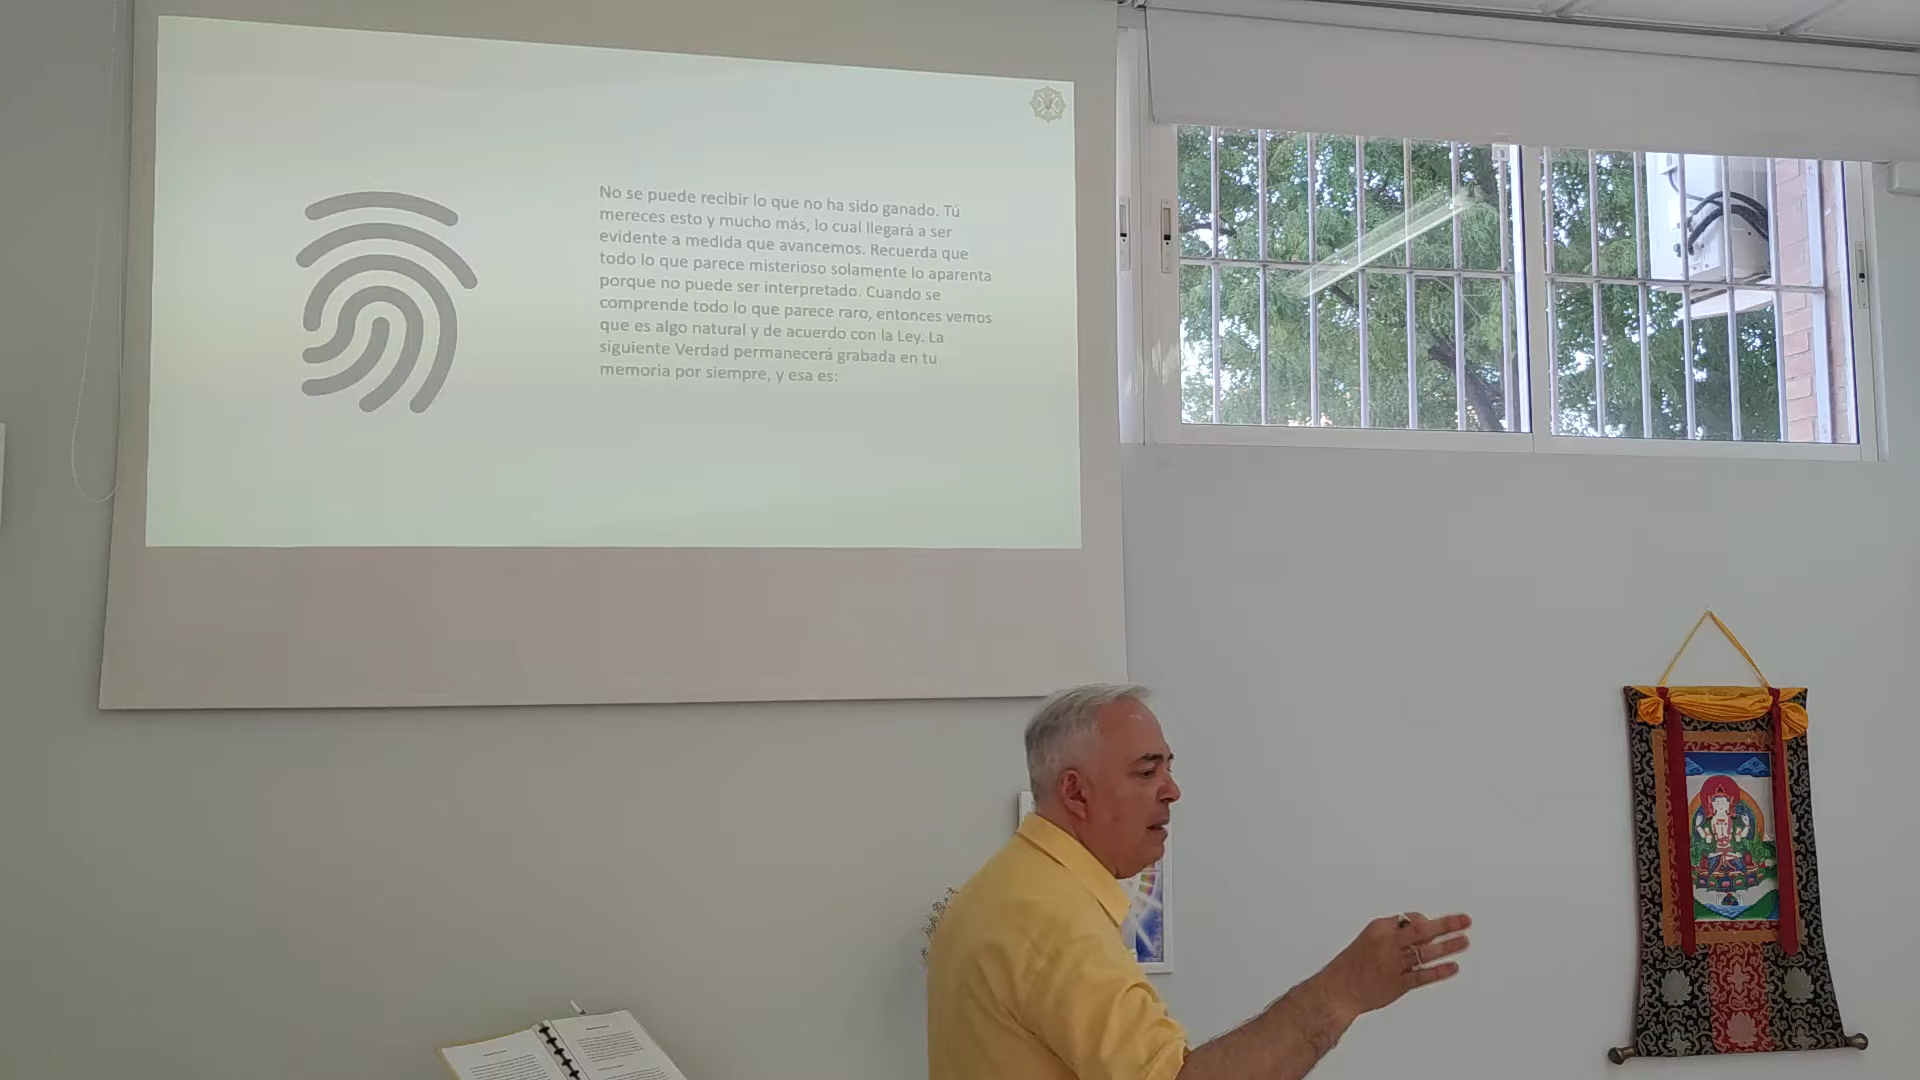 No se puede recibir lo que no ha sido ganado. Tú
mereces esto y mucho más, lo cual llegará a ser
evidente a medida que avancemos. Recuerda que
todo lo que parece misterioso solamente lo aparenta
porque no puede ser interpretado. Cuando se
comprende todo lo que parece raro, entonces vemos
que es algo natural y de acuerdo con la Ley. La
siguiente Verdad permanecerá grabada en tu
memoria por siempre, y esa es: